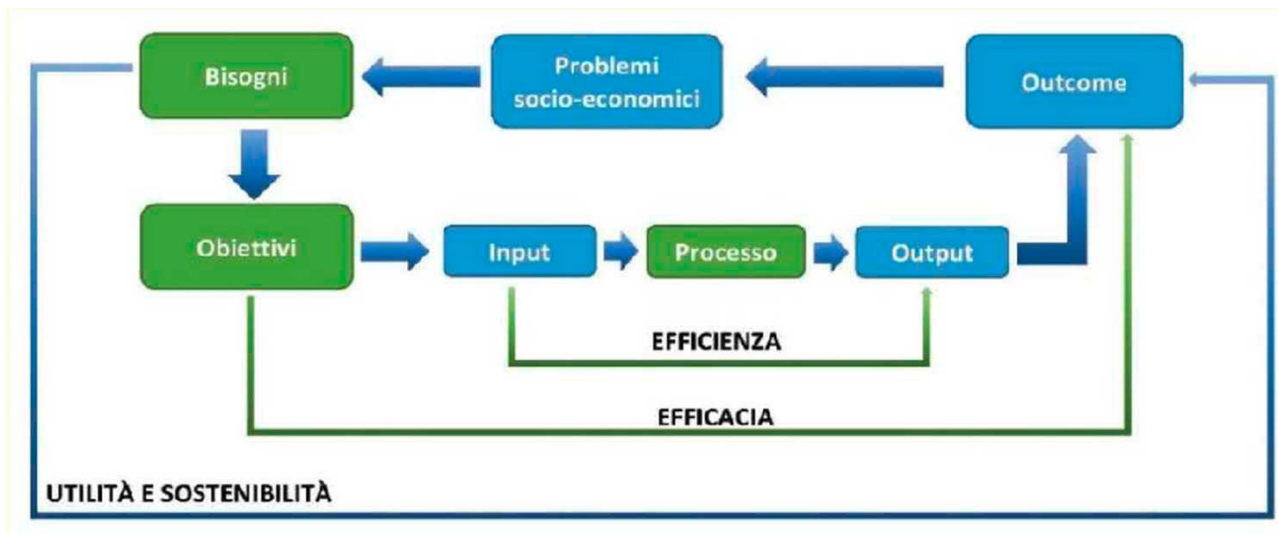 Bisogni
Problemi
socio-economici
Outcome
Obiettivi
Input
Processo
Output
EFFICIENZA
EFFICACIA
UTILITÀ E SOSTENIBILITÀ